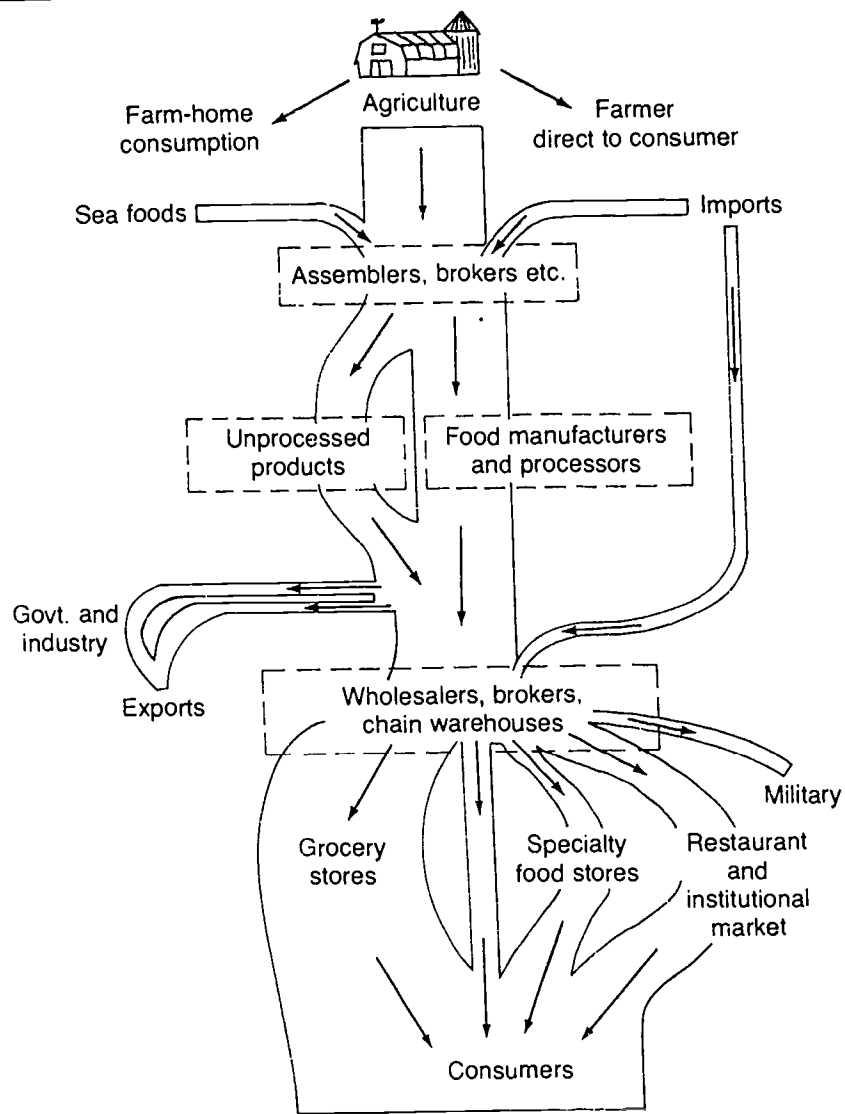 Agriculture
Farm-home
consumption
Farmer
direct to consumer
Sea foods
Imports
Assemblers, brokers etc.
Unprocessed
products
Food manufacturers
and processors
Govt. and
industry
Exports
Wholesalers, brokers,
chain warehouses
Military
Grocery
stores
Specialty
food stores
Restaurant
and
institutional
market
Consumers